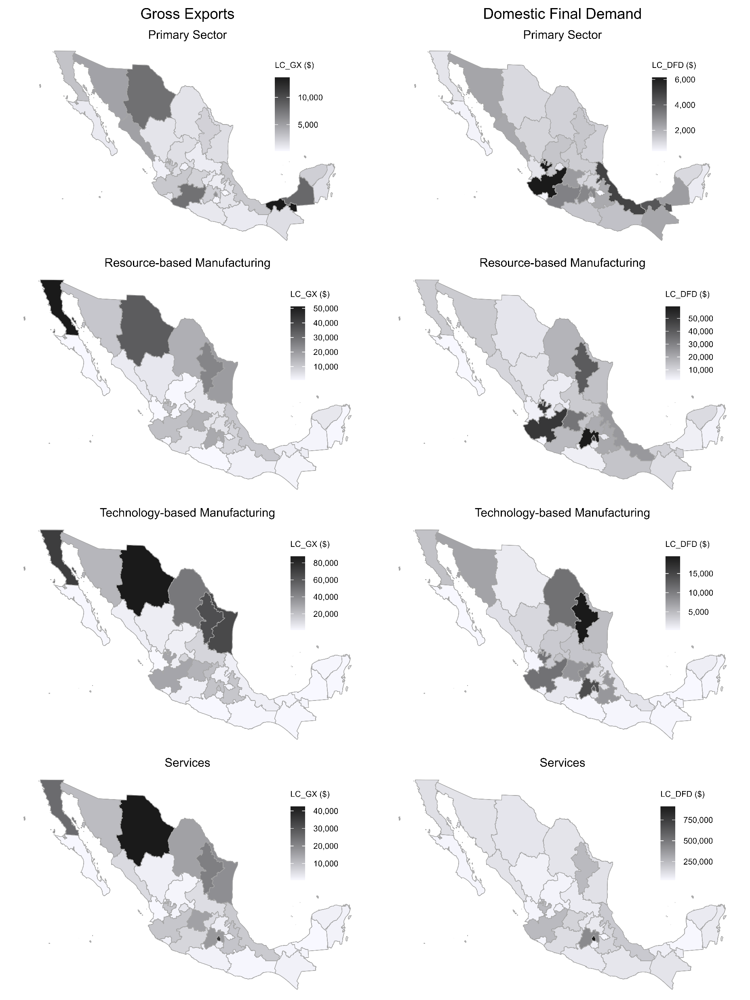 Gross Exports
Domestic Final Demand
Primary Sector
Primary Sector
LC_GX ($)
10,000
5,000
LC_DFD ($)
6,000
4,000
2,000
Resource-based Manufacturing
Resource-based Manufacturing
LC_GX ($)
50,000
40,000
30,000
20,000
10,000
LC_DFD ($)
50,000
40,000
30,000
20,000
10,000
Technology-based Manufacturing
Technology-based Manufacturing
LC_GX ($)
80,000
60,000
40,000
20,000
LC_DFD ($)
15,000
10,000
5,000
Services
Services
LC_GX ($)
40,000
30,000
20,000
10,000
LC_DFD ($)
750,000
500,000
250,000